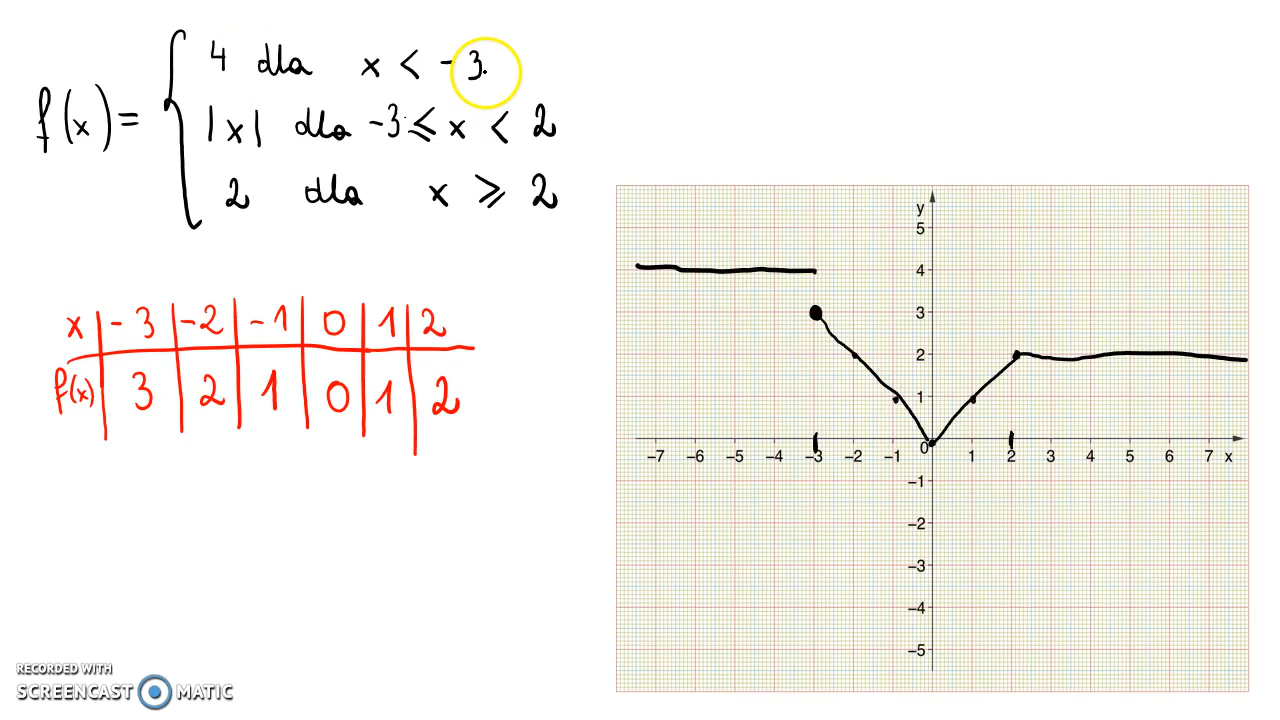 f(x) =
4 dla x < -3
|x| dla -3 ≤ x < 2
2 dla x ≥ 2
x | -3 | -2 | -1 | 0 | 1 | 2
f(x) | 3 | 2 | 1 | 0 | 1 | 2
y
5
4
3
2
1
0
−7 −6 −5 −4 −3 −2 −1 1 2 3 4 5 6 7 x
−1
−2
−3
−4
−5
RECORDED WITH
SCREENCAST MATIC